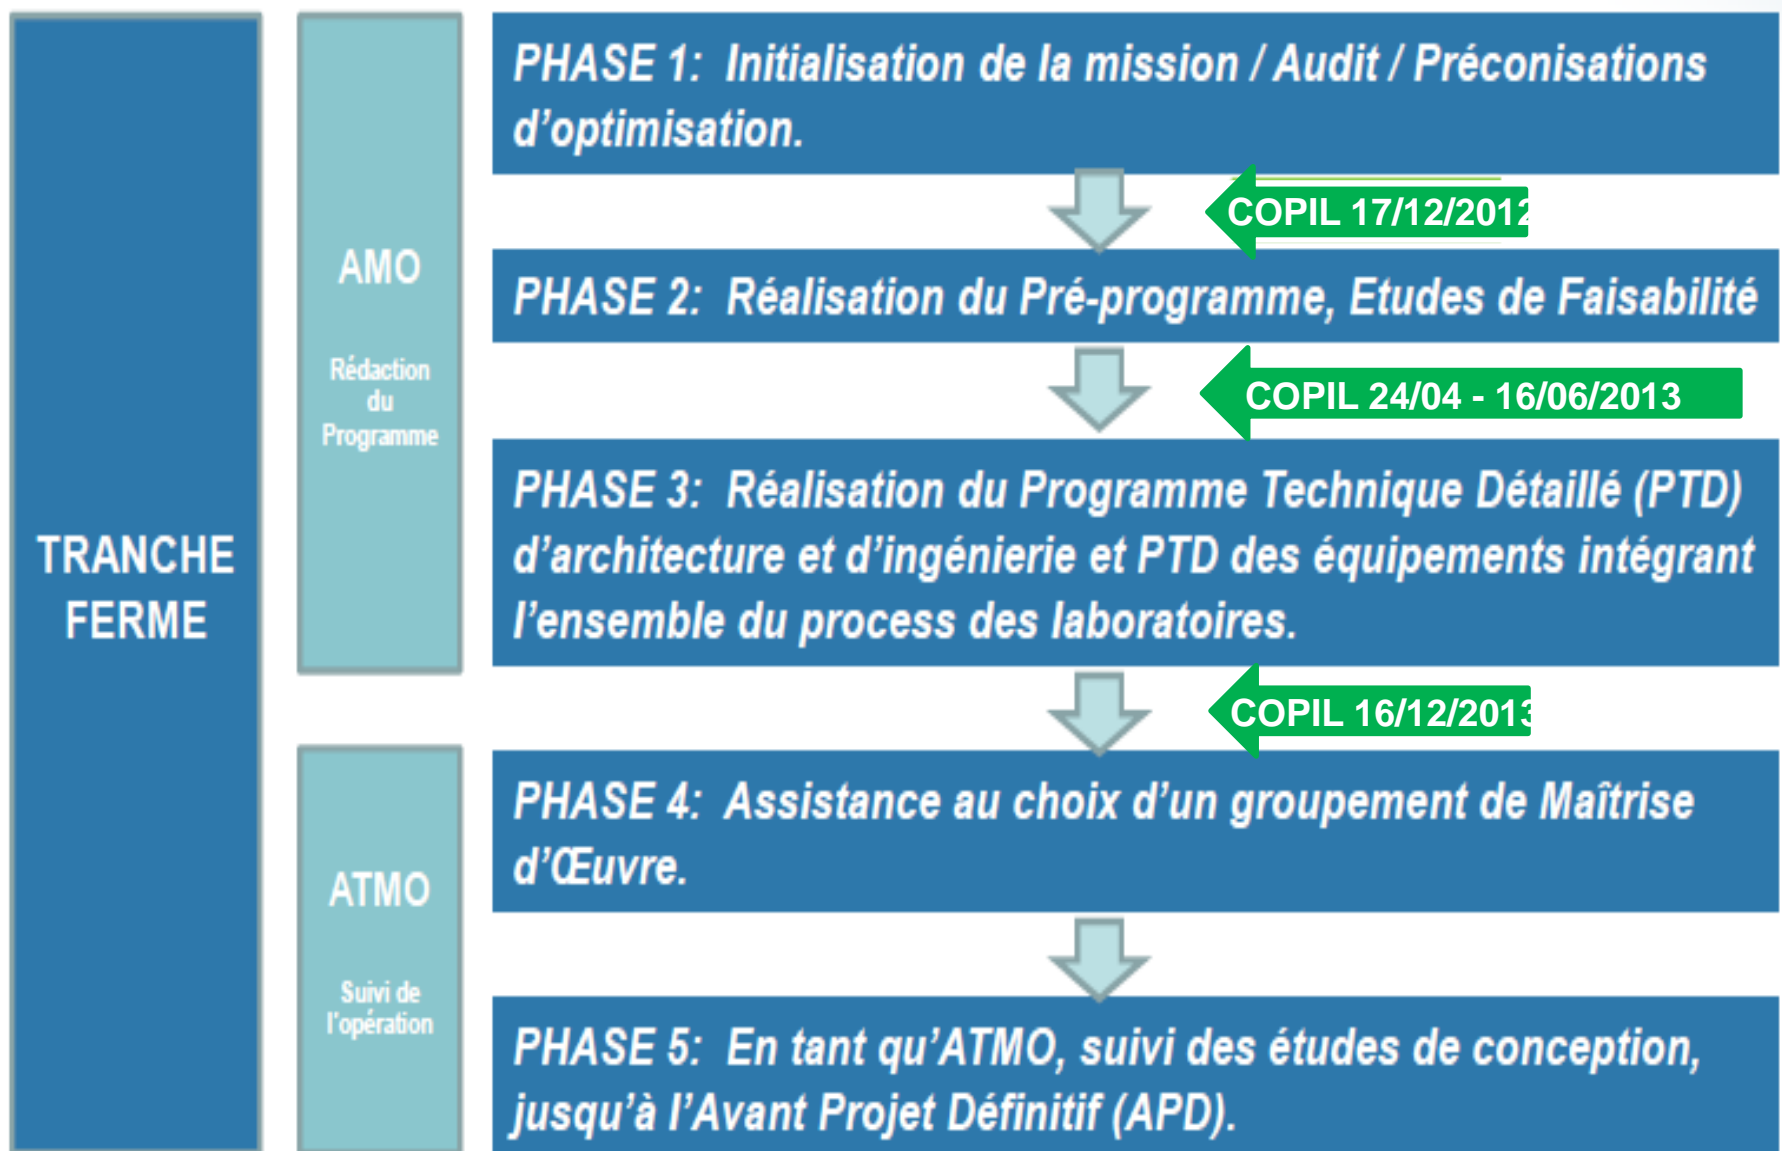 TRANCHE
FERME
AMO
Rédaction
du
Programme
PHASE 1: Initialisation de la mission / Audit / Préconisations
d’optimisation.
COPIL 17/12/2012
PHASE 2: Réalisation du Pré-programme, Etudes de Faisabilité
COPIL 24/04 - 16/06/2013
PHASE 3: Réalisation du Programme Technique Détaillé (PTD)
d’architecture et d’ingénierie et PTD des équipements intégrant
l’ensemble du process des laboratoires.
COPIL 16/12/2013
ATMO
Suivi de
l’opération
PHASE 4: Assistance au choix d’un groupement de Maîtrise
d’Œuvre.
PHASE 5: En tant qu’ATMO, suivi des études de conception,
jusqu’à l’Avant Projet Définitif (APD).